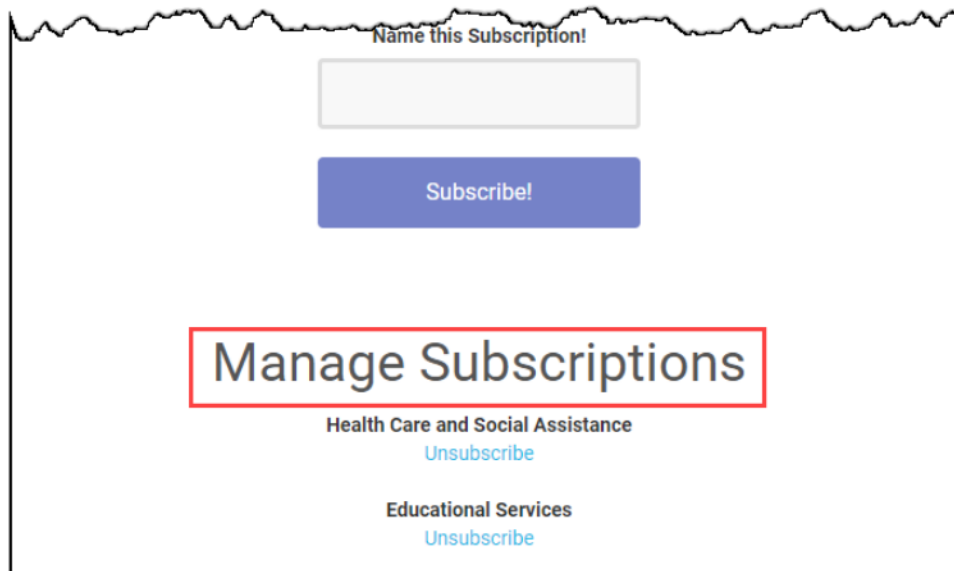 Name this Subscription!
Subscribe!
Manage Subscriptions
Health Care and Social Assistance
Unsubscribe
Educational Services
Unsubscribe